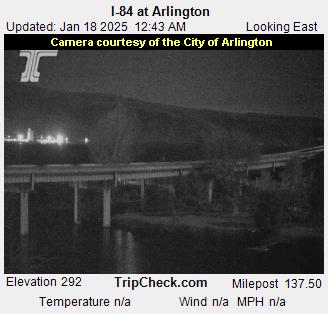 I-84 at Arlington
Updated: Jan 18 2025 12:43 AM Looking East
Camera courtesy of the City of Arlington
Elevation 292 TripCheck.com Milepost 137.50
Temperature n/a Wind n/a MPH n/a